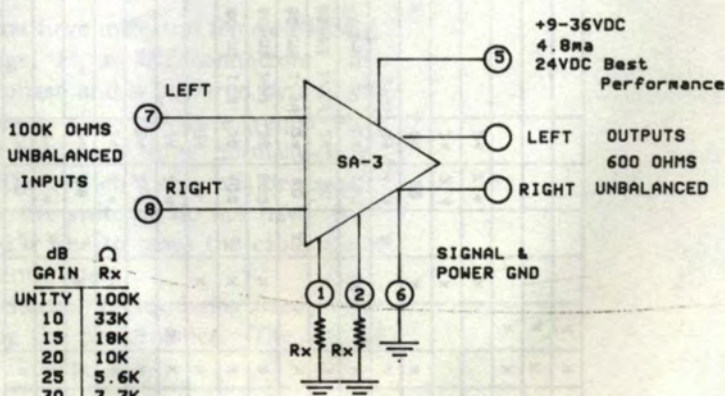 +9-36VDC
4.8ma
24VDC Best
Performance
5
LEFT
7
100K OHMS
UNBALANCED
INPUTS
SA-3
LEFT OUTPUTS
600 OHMS
RIGHT UNBALANCED
RIGHT
8
SIGNAL &
POWER GND
dB Ω
GAIN Rx
UNITY 100K
10 33K
15 18K
20 10K
25 5.6K
1 2 6
Rx Rx